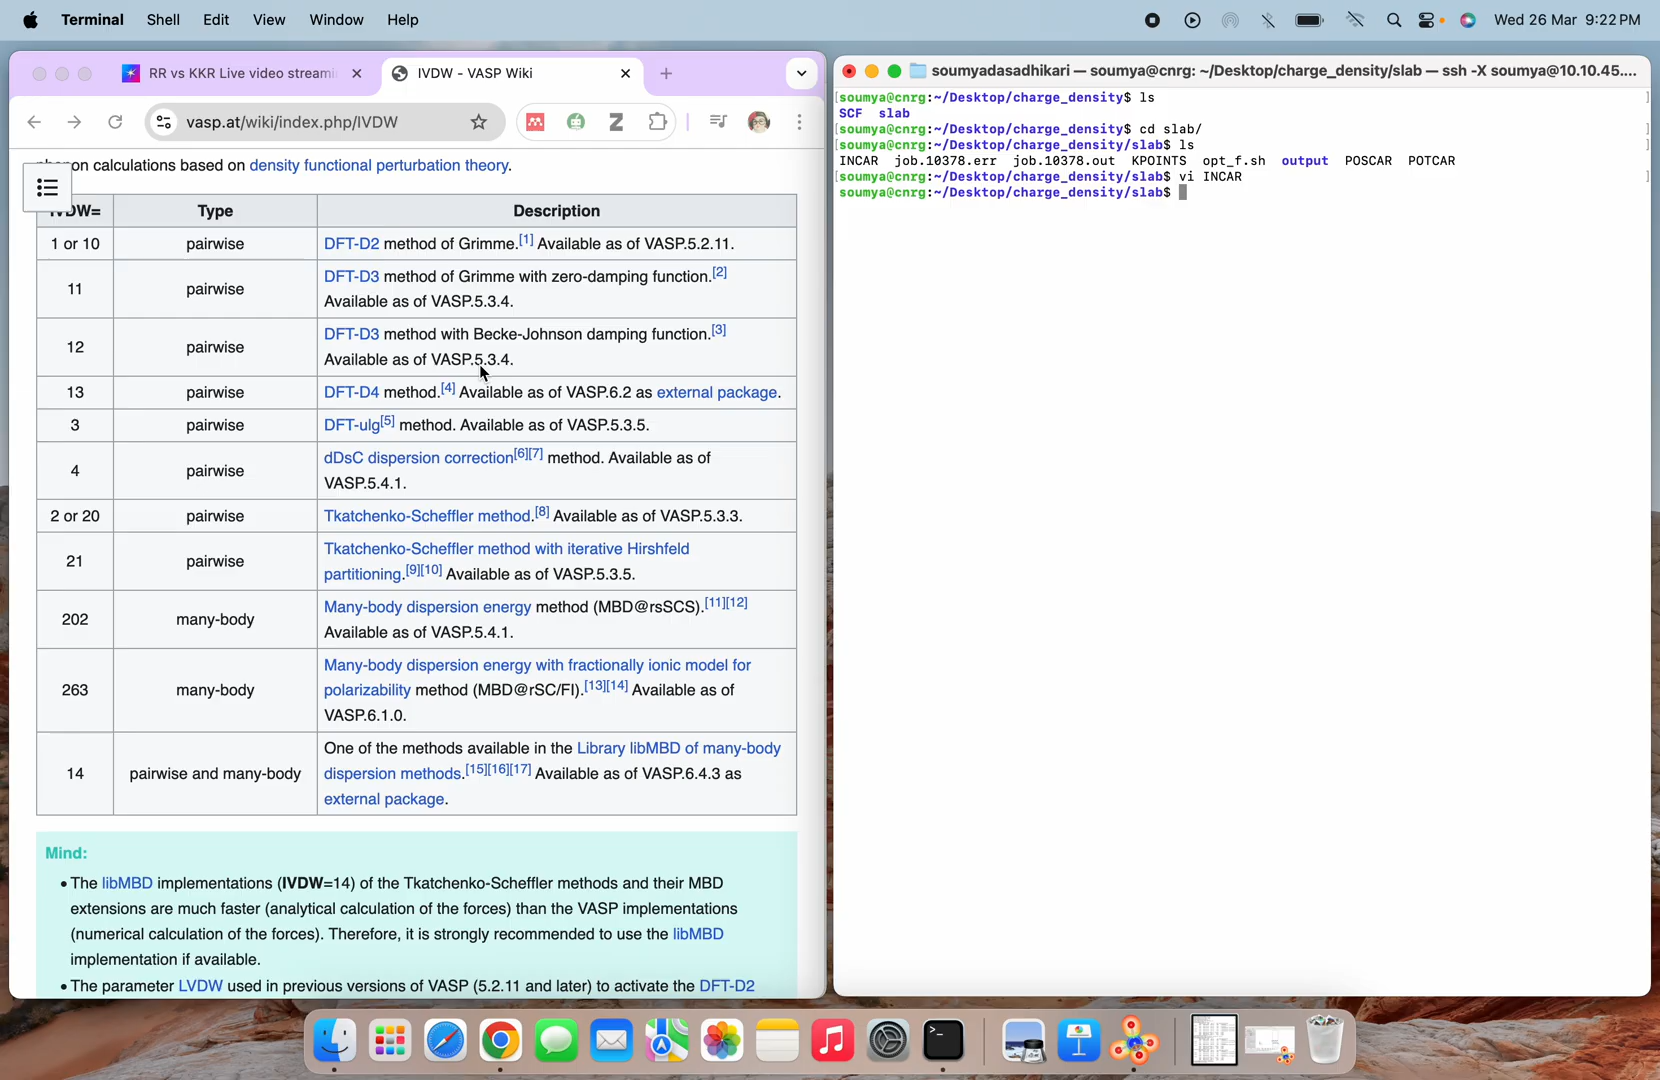 Terminal Shell Edit View Window Help Wed 26 Mar 9:22 PM
RR vs KKR Live video streami
IVDW - VASP Wiki
vasp.at/wiki/index.php/IVDW
on calculations based on density functional perturbation theory.
IVDW= Type Description
1 or 10 pairwise DFT-D2 method of Grimme.[1] Available as of VASP.5.2.11.
11 pairwise DFT-D3 method of Grimme with zero-damping function.[2]
Available as of VASP.5.3.4.
12 pairwise DFT-D3 method with Becke-Johnson damping function.[3]
Available as of VASP.5.3.4.
13 pairwise DFT-D4 method.[4] Available as of VASP.6.2 as external package.
3 pairwise DFT-ulg[5] method. Available as of VASP.5.3.5.
4 pairwise dDsC dispersion correction[6][7] method. Available as of
VASP.5.4.1.
2 or 20 pairwise Tkatchenko-Scheffler method.[8] Available as of VASP.5.3.3.
21 pairwise Tkatchenko-Scheffler method with iterative Hirshfeld
partitioning.[9][10] Available as of VASP.5.3.5.
202 many-body Many-body dispersion energy method (MBD@rsSCS).[11][12]
Available as of VASP.5.4.1.
263 many-body Many-body dispersion energy with fractionally ionic model for
polarizability method (MBD@rSC/FI).[13][14] Available as of
VASP.6.1.0.
14 pairwise and many-body One of the methods available in the Library libMBD of many-body
dispersion methods.[15][16][17] Available as of VASP.6.4.3 as
external package.
Mind:
• The libMBD implementations (IVDW=14) of the Tkatchenko-Scheffler methods and their MBD
extensions are much faster (analytical calculation of the forces) than the VASP implementations
(numerical calculation of the forces). Therefore, it is strongly recommended to use the libMBD
implementation if available.
• The parameter LVDW used in previous versions of VASP (5.2.11 and later) to activate the DFT-D2
soumyadasadhikari — soumya@cnrg: ~/Desktop/charge_density/slab — ssh -X soumya@10.10.45....
[soumya@cnrg:~/Desktop/charge_density$ ls ]
SCF slab
[soumya@cnrg:~/Desktop/charge_density$ cd slab/ ]
[soumya@cnrg:~/Desktop/charge_density/slab$ ls ]
INCAR job.10378.err job.10378.out KPOINTS opt_f.sh output POSCAR POTCAR
[soumya@cnrg:~/Desktop/charge_density/slab$ vi INCAR ]
soumya@cnrg:~/Desktop/charge_density/slab$